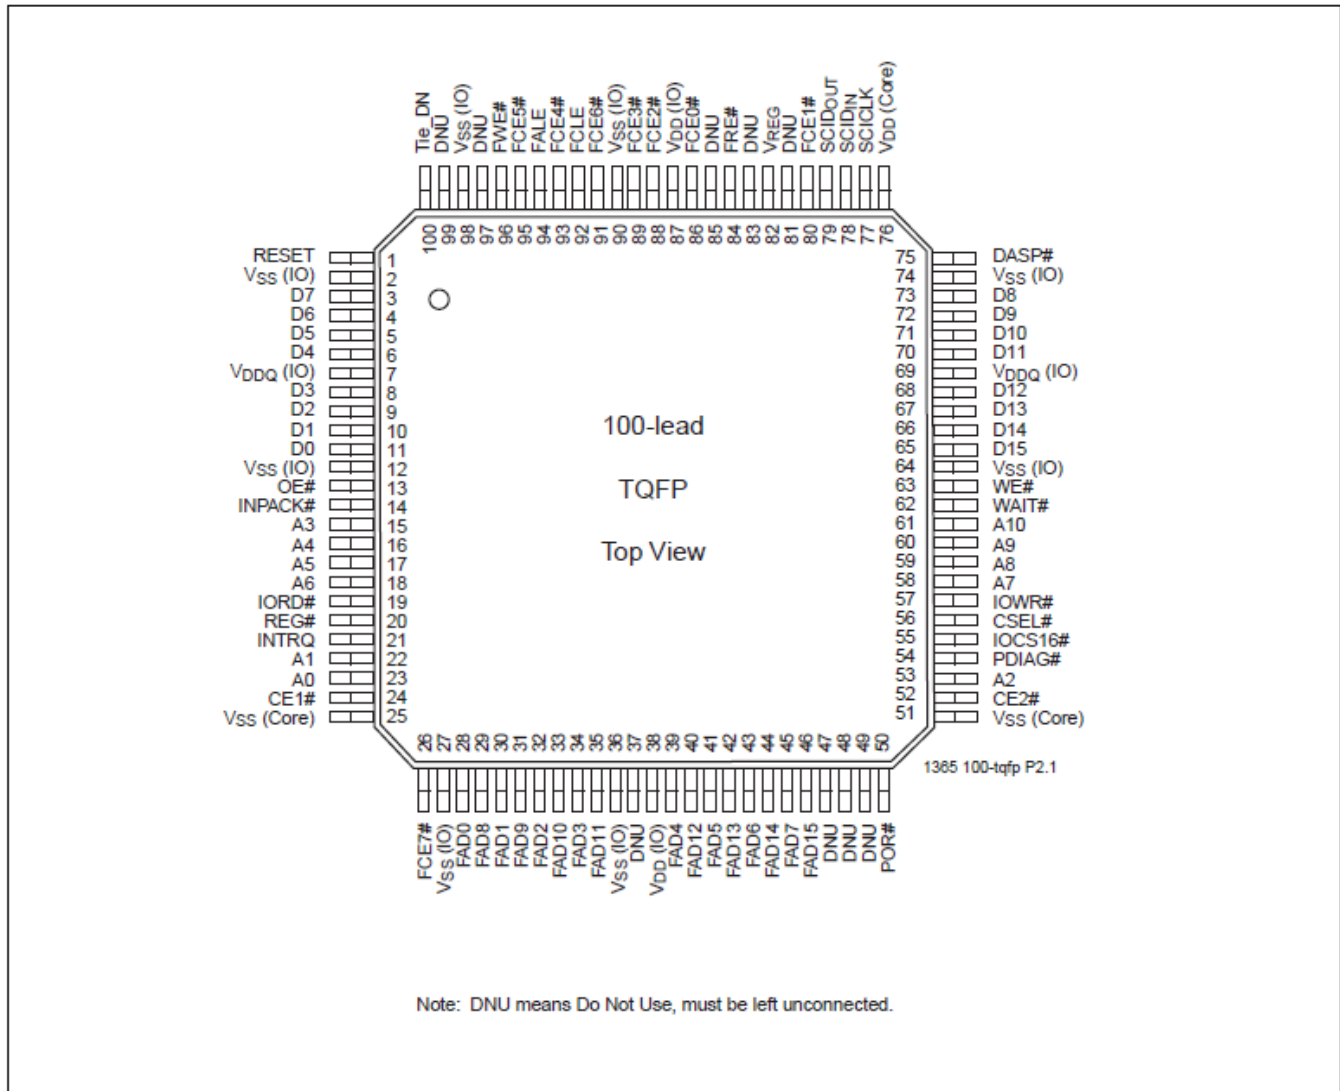 Tie_DN
DNU
VSS (IO)
DNU
FWE#
FCE5#
FALE
FCE4#
FCLE
FCE6#
VSS (IO)
FCE3#
FCE2#
VDD (IO)
FCE0#
DNU
FRE#
DNU
VREG
DNU
FCE1#
SCIDOUT
SCIDIN
SCICLK
VDD (Core)
100 99 98 97 96 95 94 93 92 91 90 89 88 87 86 85 84 83 82 81 80 79 78 77 76
RESET 1 75 DASP#
VSS (IO) 2 74 VSS (IO)
D7 3 73 D8
D6 4 72 D9
D5 5 71 D10
D4 6 70 D11
VDDQ (IO) 7 69 VDDQ (IO)
D3 8 68 D12
D2 9 67 D13
D1 10 66 D14
D0 11 65 D15
VSS (IO) 12 64 VSS (IO)
OE# 13 63 WE#
INPACK# 14 62 WAIT#
A3 15 61 A10
A4 16 60 A9
A5 17 59 A8
A6 18 58 A7
IORD# 19 57 IOWR#
REG# 20 56 CSEL#
INTRQ 21 55 IOCS16#
A1 22 54 PDIAG#
A0 23 53 A2
CE1# 24 52 CE2#
VSS (Core) 25 51 VSS (Core)
100-lead
TQFP
Top View
26 27 28 29 30 31 32 33 34 35 36 37 38 39 40 41 42 43 44 45 46 47 48 49 50
1365 100-tqfp P2.1
FCE7#
VSS (IO)
FAD0
FAD8
FAD1
FAD9
FAD2
FAD10
FAD3
FAD11
VSS (IO)
DNU
VDD (IO)
FAD4
FAD12
FAD5
FAD13
FAD6
FAD14
FAD7
FAD15
DNU
DNU
DNU
POR#
Note: DNU means Do Not Use, must be left unconnected.